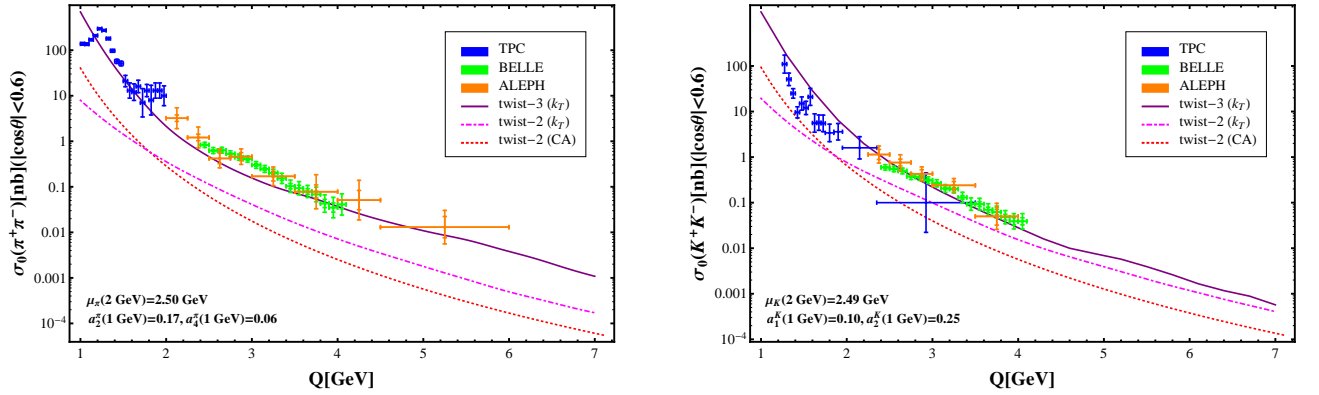 σ₀(π⁺π⁻)[nb](|cosθ|<0.6)
100
10
1
0.1
0.01
0.001
10⁻⁴
TPC
BELLE
ALEPH
twist−3 (k_T)
twist−2 (k_T)
twist−2 (CA)
μ_π(2 GeV)=2.50 GeV
a₂^π(1 GeV)=0.17, a₄^π(1 GeV)=0.06
1 2 3 4 5 6 7
Q[GeV]
σ₀(K⁺K⁻)[nb](|cosθ|<0.6)
100
10
1
0.1
0.01
0.001
10⁻⁴
TPC
BELLE
ALEPH
twist−3 (k_T)
twist−2 (k_T)
twist−2 (CA)
μ_K(2 GeV)=2.49 GeV
a₁^K(1 GeV)=0.10, a₂^K(1 GeV)=0.25
1 2 3 4 5 6 7
Q[GeV]